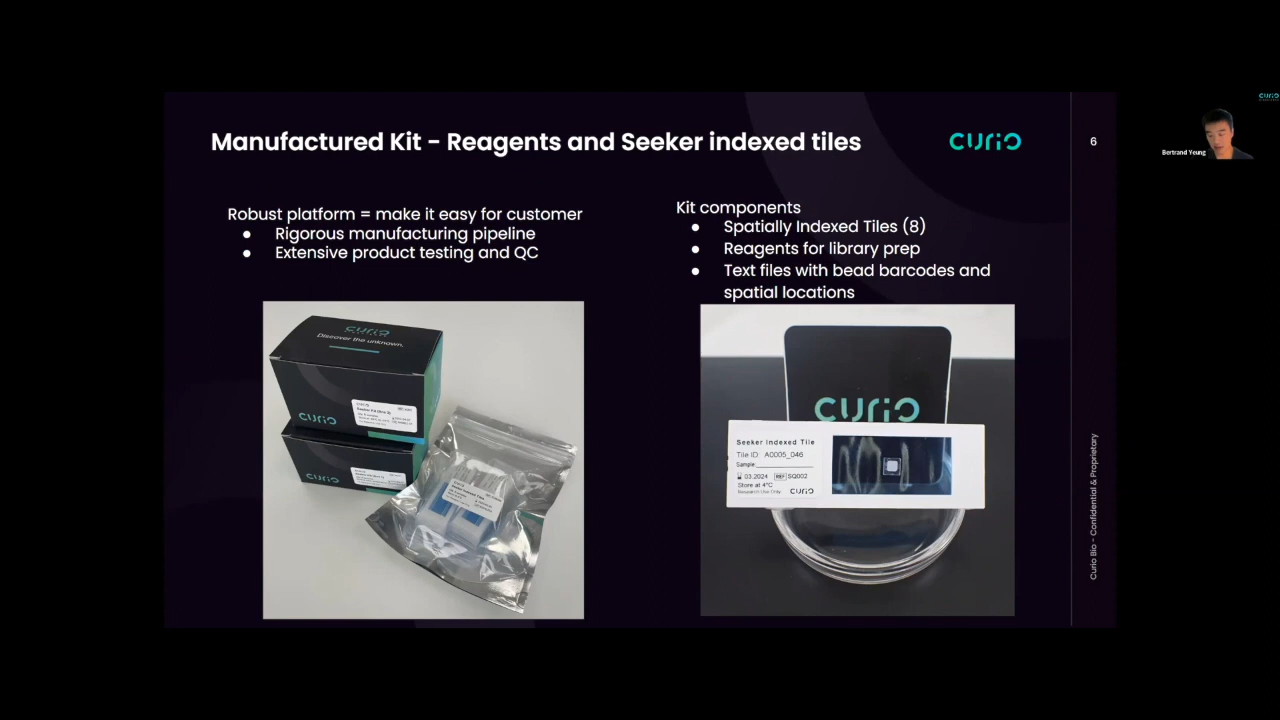 Manufactured Kit - Reagents and Seeker indexed tiles
curio
6
Robust platform = make it easy for customer
● Rigorous manufacturing pipeline
● Extensive product testing and QC
Kit components
● Spatially Indexed Tiles (8)
● Reagents for library prep
● Text files with bead barcodes and
spatial locations
curio
Discover the unknown.
curio
curio
curio
Seeker Indexed Tile
Tile ID: A0005_046
Sample:
03.2024 REF SQ002
Store at 4°C
Research Use Only curio
Curio Bio - Confidential & Proprietary
curio
Bertrand Yeung